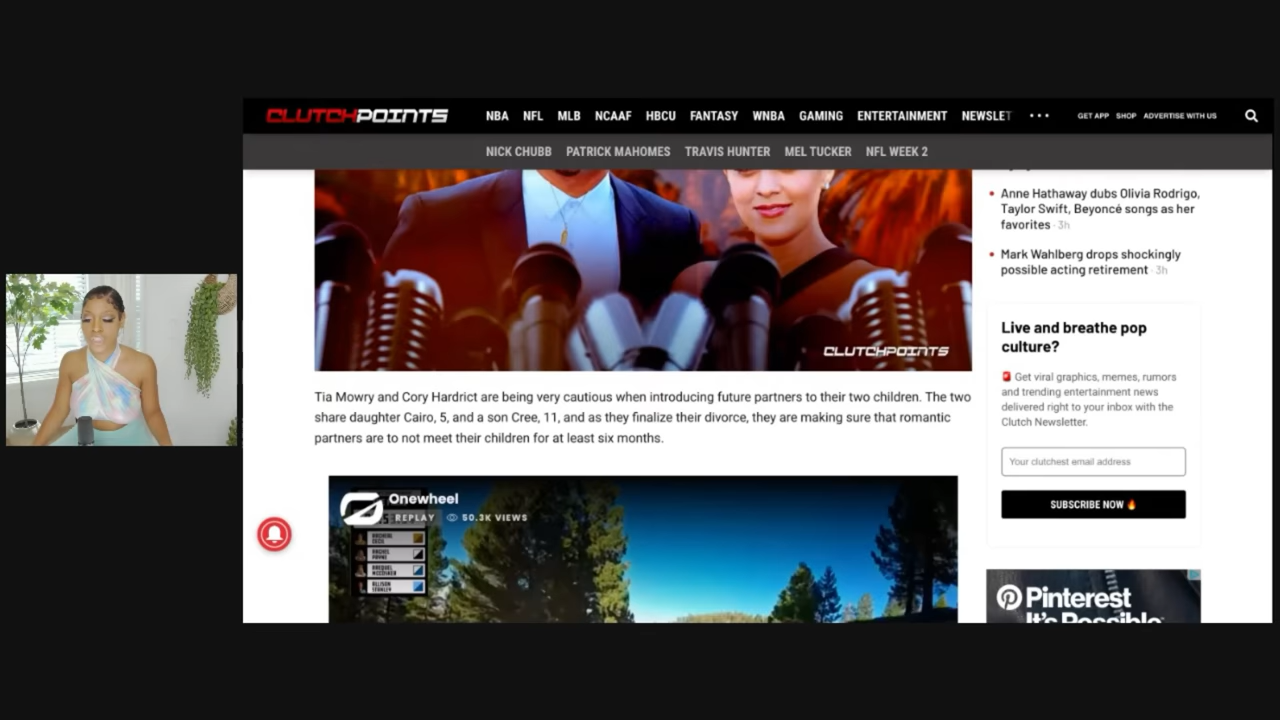 CLUTCHPOINTS
NBA NFL MLB NCAAF HBCU FANTASY WNBA GAMING ENTERTAINMENT NEWSLET
GET APP SHOP ADVERTISE WITH US
NICK CHUBB PATRICK MAHOMES TRAVIS HUNTER MEL TUCKER NFL WEEK 2
CLUTCHPOINTS
Tia Mowry and Cory Hardrict are being very cautious when introducing future partners to their two children. The two
share daughter Cairo, 5, and a son Cree, 11, and as they finalize their divorce, they are making sure that romantic
partners are to not meet their children for at least six months.
Onewheel
REPLAY 50.3K VIEWS
Anne Hathaway dubs Olivia Rodrigo,
Taylor Swift, Beyoncé songs as her
favorites · 3h
Mark Wahlberg drops shockingly
possible acting retirement · 3h
Live and breathe pop
culture?
Get viral graphics, memes, rumors
and trending entertainment news
delivered right to your inbox with the
Clutch Newsletter.
Your clutchest email address
SUBSCRIBE NOW
Pinterest
It's Possible